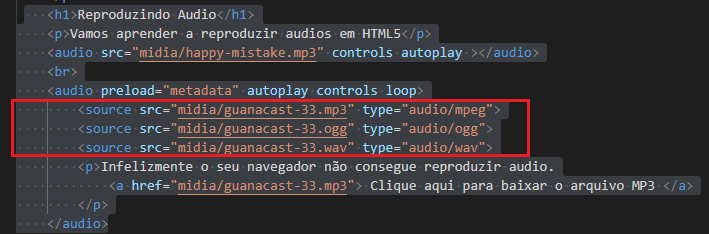 <h1>Reproduzindo Audio</h1>
<p>Vamos aprender a reproduzir audios em HTML5</p>
<audio src="midia/happy-mistake.mp3" controls autoplay ></audio>
<br>
<audio preload="metadata" autoplay controls loop>
<source src="midia/guanacast-33.mp3" type="audio/mpeg">
<source src="midia/guanacast-33.ogg" type="audio/ogg">
<source src="midia/guanacast-33.wav" type="audio/wav">
<p>Infelizmente o seu navegador não consegue reproduzir audio.
<a href="midia/guanacast-33.mp3"> Clique aqui para baixar o arquivo MP3 </a>
</p>
</audio>